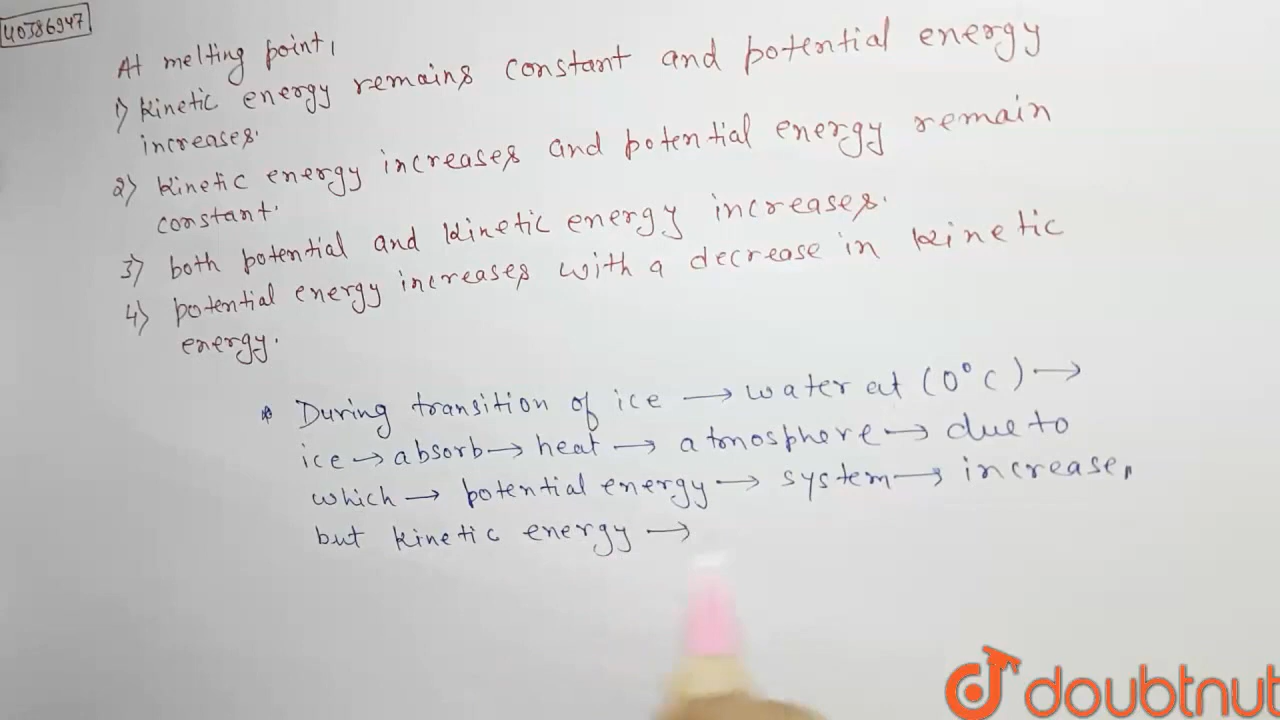 40386947
At melting point,
1) Kinetic energy remains constant and potential energy
increases.
2) Kinetic energy increases and potential energy remain
constant.
3) both potential and Kinetic energy increases.
4) potential energy increases with a decrease in Kinetic
energy.
* During transition of ice → water at (0°C) →
ice → absorb → heat → atmosphere → due to
which → potential energy → system → increase,
but kinetic energy →
doubtnut